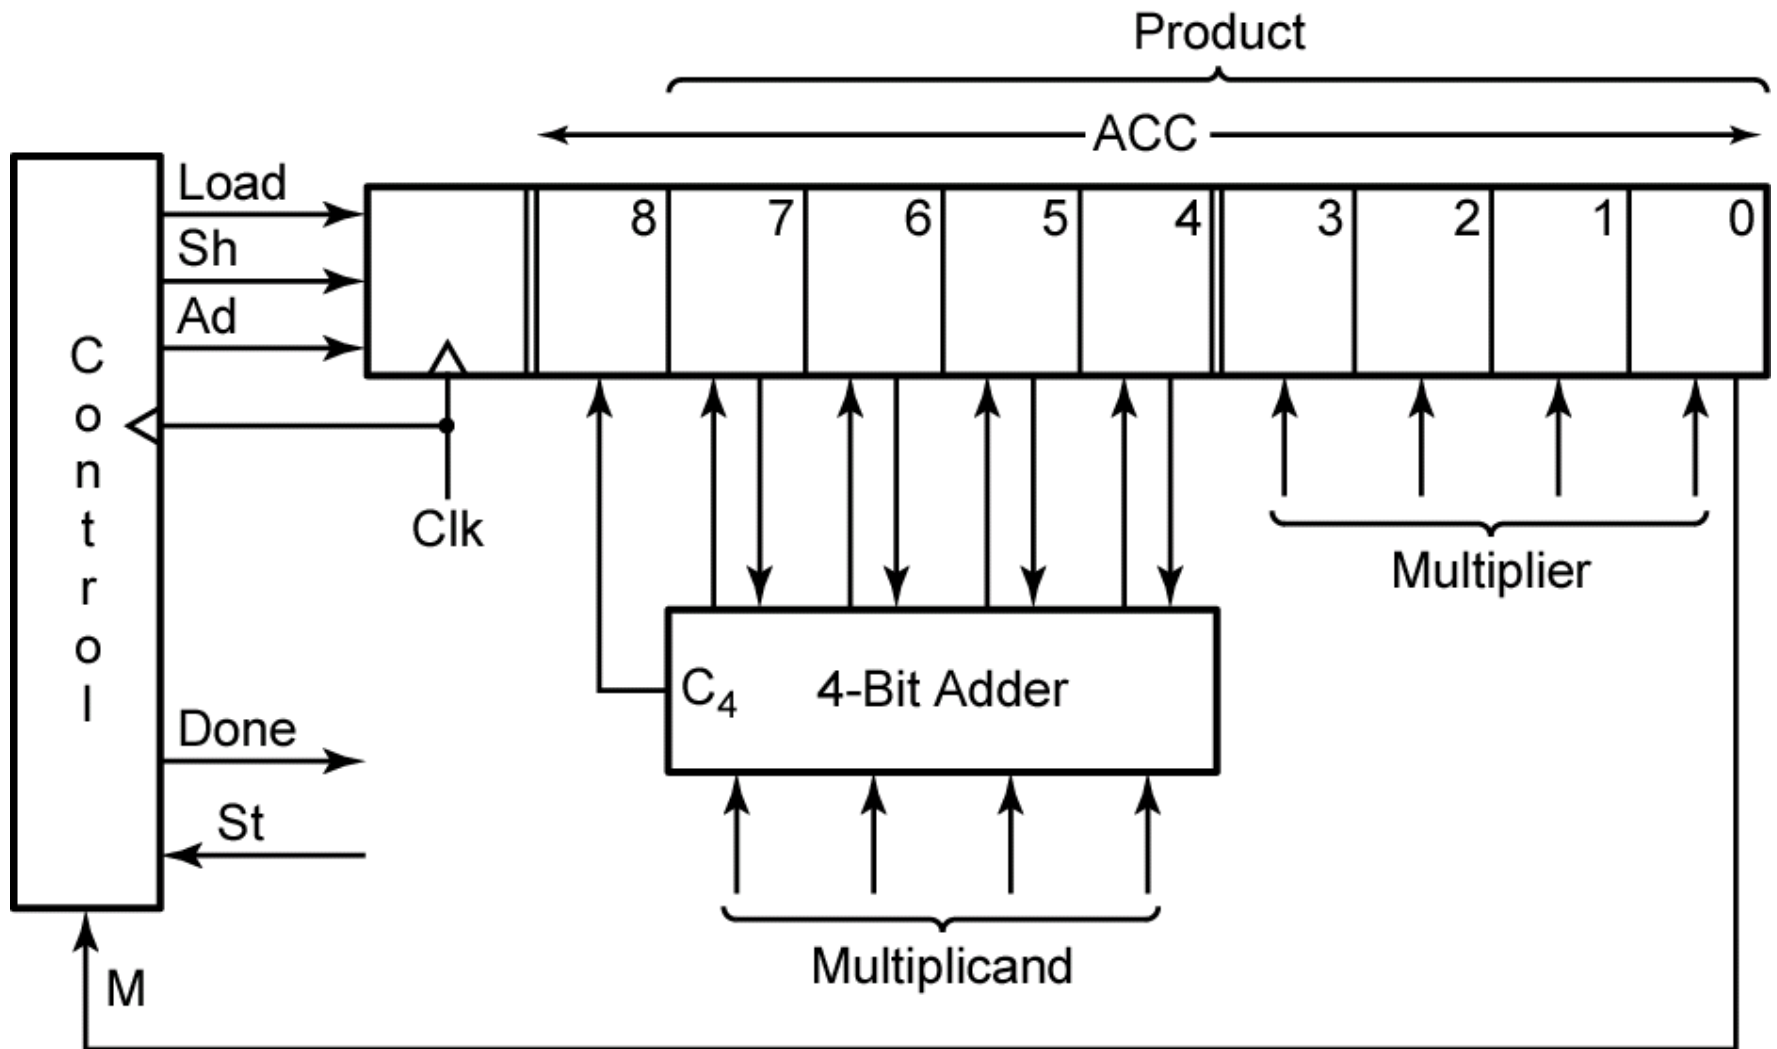 Product
ACC
Load
Sh
Ad
8 7 6 5 4 3 2 1 0
Control
Clk
Multiplier
C4 4-Bit Adder
Done
St
Multiplicand
M